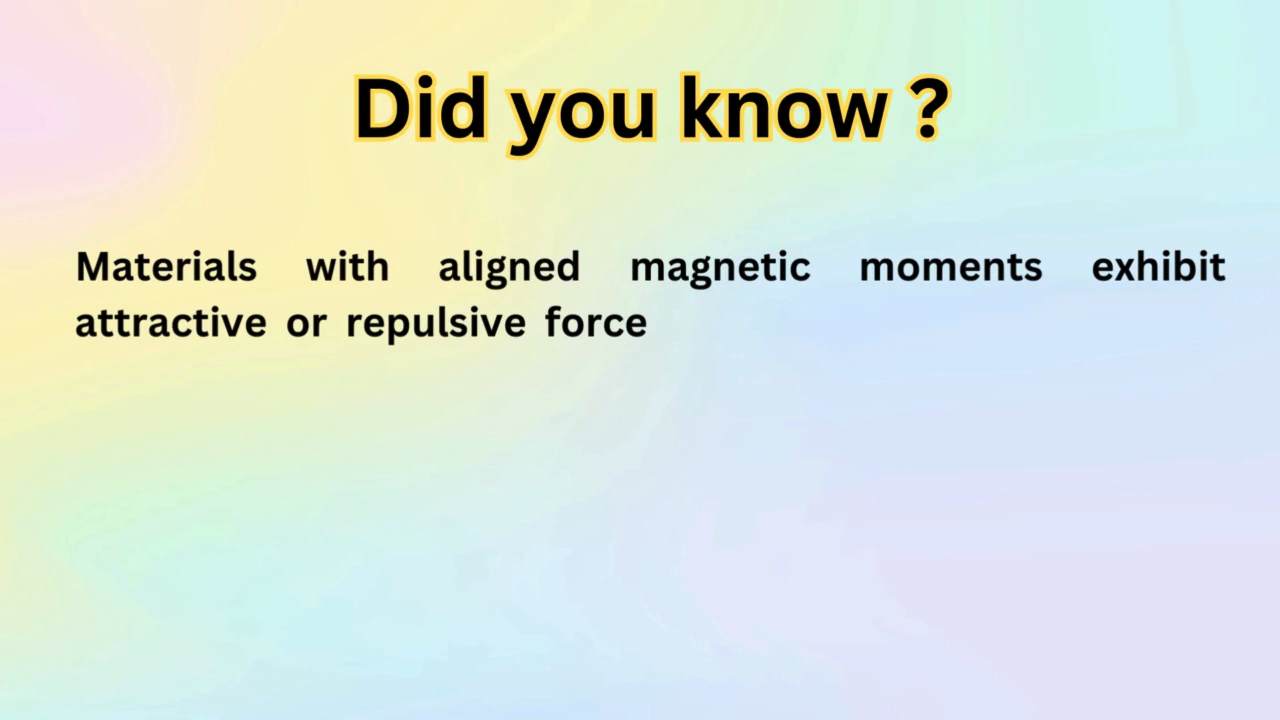 Did you know ?
Materials with aligned magnetic moments exhibit
attractive or repulsive force